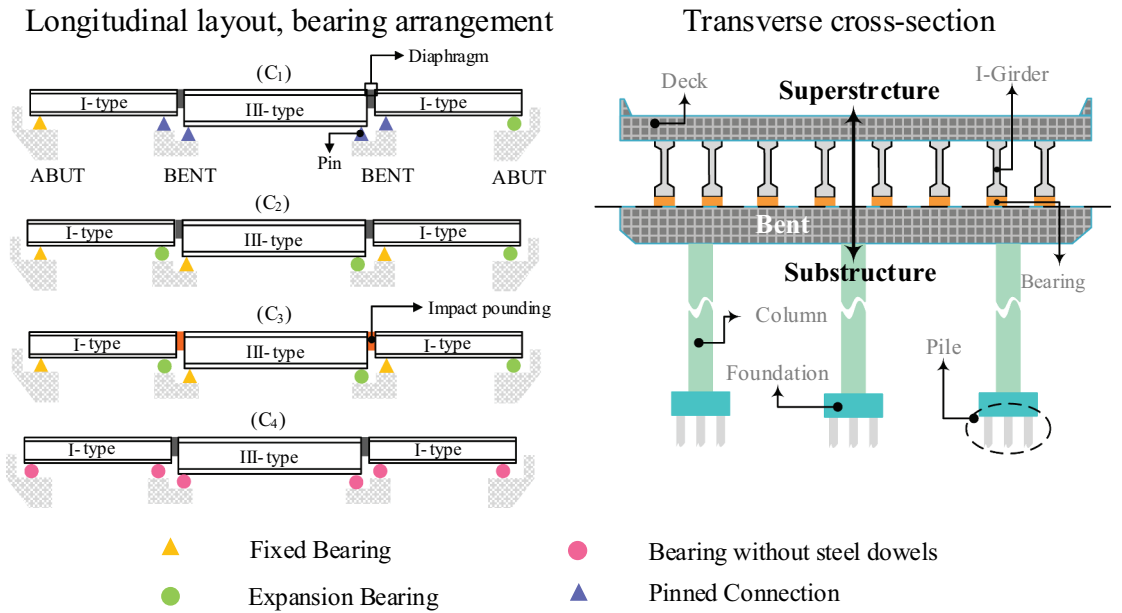 Longitudinal layout, bearing arrangement
(C₁)
Diaphragm
I-type
III-type
I-type
Pin
ABUT
BENT
BENT
ABUT
(C₂)
I-type
III-type
I-type
(C₃)
Impact pounding
I-type
III-type
I-type
(C₄)
I-type
III-type
I-type
Transverse cross-section
Deck
Superstrcture
I-Girder
Bent
Substructure
Bearing
Column
Foundation
Pile
Fixed Bearing
Bearing without steel dowels
Expansion Bearing
Pinned Connection